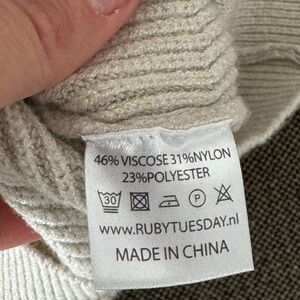 46% VISCOSE 31%NYLON
23%POLYESTER
30 P
WWW.RUBYTUESDAY.nl
MADE IN CHINA